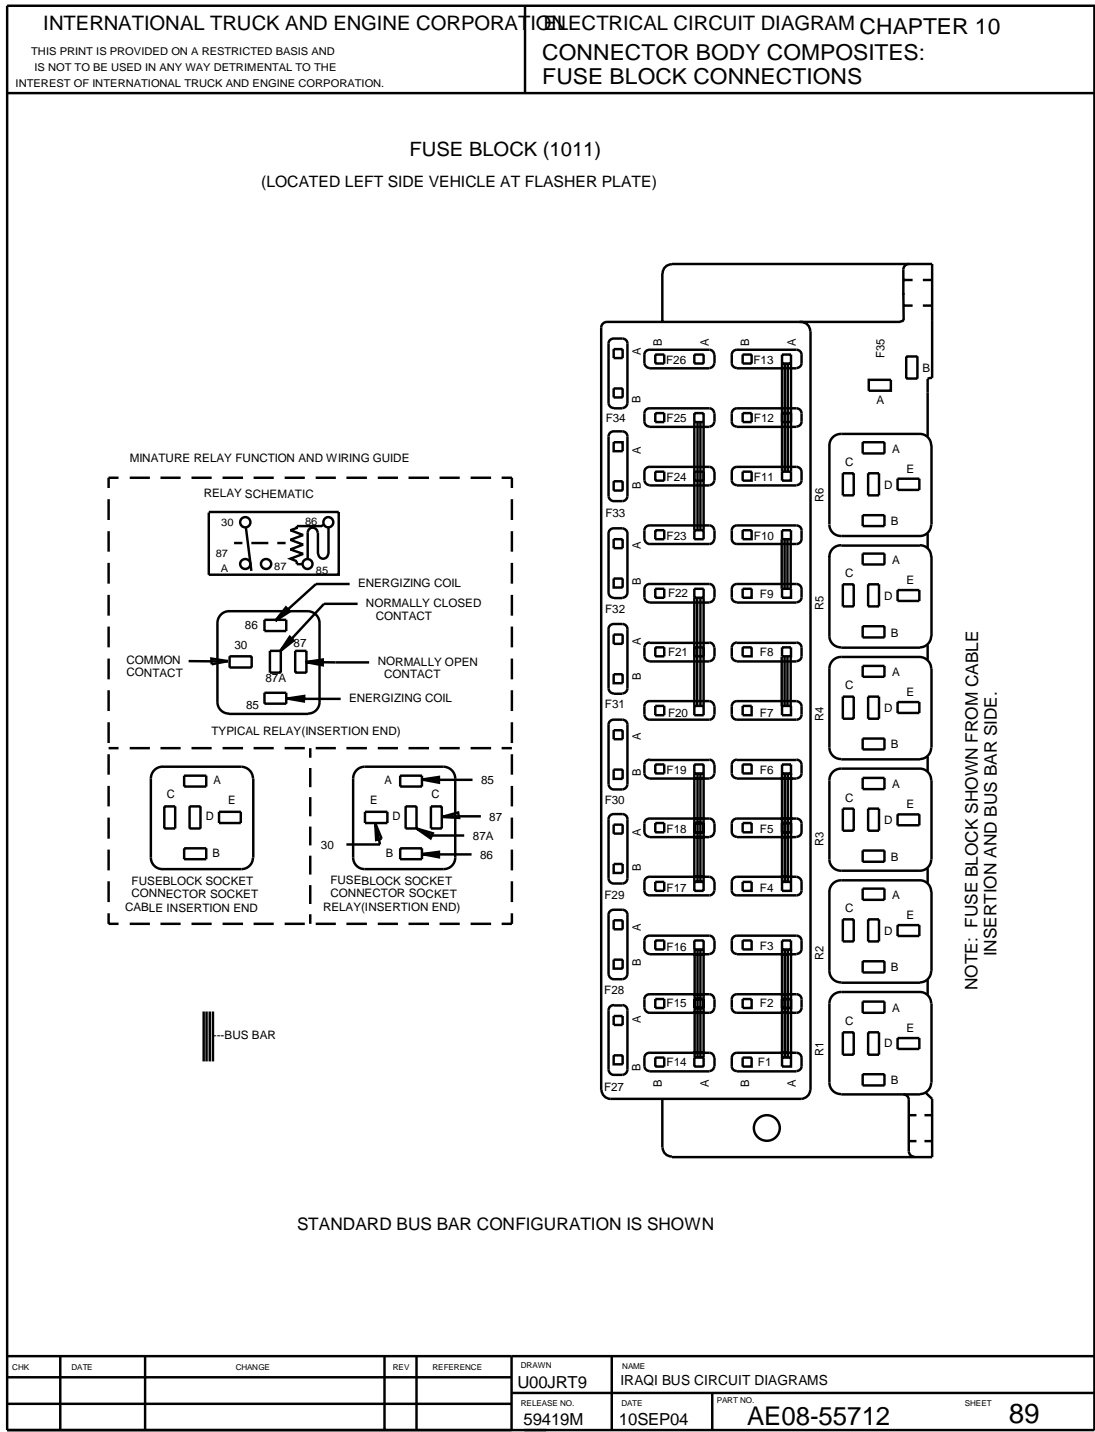 INTERNATIONAL TRUCK AND ENGINE CORPORATION
THIS PRINT IS PROVIDED ON A RESTRICTED BASIS AND
IS NOT TO BE USED IN ANY WAY DETRIMENTAL TO THE
INTEREST OF INTERNATIONAL TRUCK AND ENGINE CORPORATION.
ELECTRICAL CIRCUIT DIAGRAM CHAPTER 10
CONNECTOR BODY COMPOSITES:
FUSE BLOCK CONNECTIONS
FUSE BLOCK (1011)
(LOCATED LEFT SIDE VEHICLE AT FLASHER PLATE)
MINATURE RELAY FUNCTION AND WIRING GUIDE
RELAY SCHEMATIC
30 86
87
A 87 85
ENERGIZING COIL
NORMALLY CLOSED
CONTACT
86
30 87
COMMON
CONTACT
NORMALLY OPEN
CONTACT
87A
85
ENERGIZING COIL
TYPICAL RELAY(INSERTION END)
A
C E
D
B
FUSEBLOCK SOCKET
CONNECTOR SOCKET
CABLE INSERTION END
A 85
E C
D 87
87A
30
B 86
FUSEBLOCK SOCKET
CONNECTOR SOCKET
RELAY(INSERTION END)
---BUS BAR
B A B A
F26 F13
F25 F12
F24 F11
F23 F10
F22 F9
F21 F8
F20 F7
F19 F6
F18 F5
F17 F4
F16 F3
F15 F2
F14 F1
B A B A
A B F34
A B F33
A B F32
A B F31
A B F30
A B F29
A B F28
A B F27
F35
B
A
R6 A C E D B
R5 A C E D B
R4 A C E D B
R3 A C E D B
R2 A C E D B
R1 A C E D B
NOTE: FUSE BLOCK SHOWN FROM CABLE
INSERTION AND BUS BAR SIDE.
STANDARD BUS BAR CONFIGURATION IS SHOWN
CHK DATE CHANGE REV REFERENCE
DRAWN
U00JRT9
NAME
IRAQI BUS CIRCUIT DIAGRAMS
RELEASE NO.
59419M
DATE
10SEP04
PART NO.
AE08-55712
SHEET 89